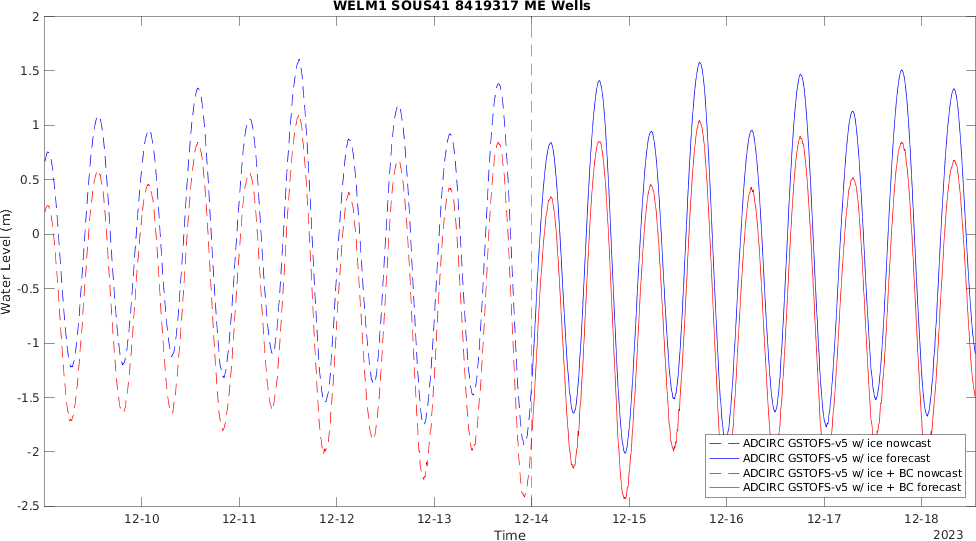 WELM1 SOUS41 8419317 ME Wells
Water Level (m)
2
1.5
1
0.5
0
-0.5
-1
-1.5
-2
-2.5
ADCIRC GSTOFS-v5 w/ ice nowcast
ADCIRC GSTOFS-v5 w/ ice forecast
ADCIRC GSTOFS-v5 w/ ice + BC nowcast
ADCIRC GSTOFS-v5 w/ ice + BC forecast
12-10 12-11 12-12 12-13 12-14 12-15 12-16 12-17 12-18
Time
2023